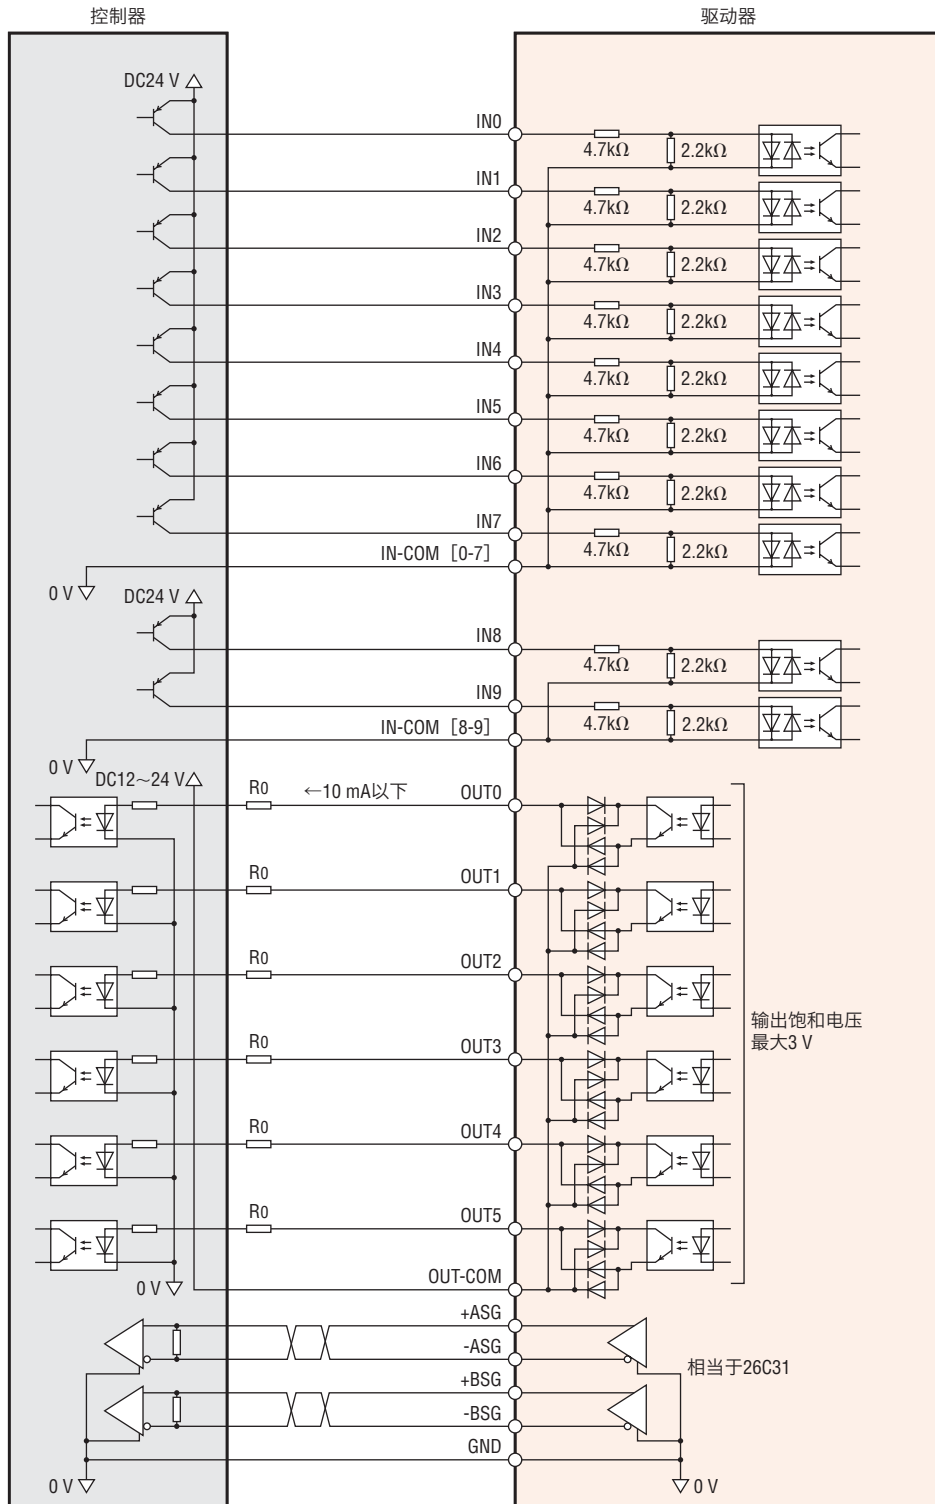 控制器
驱动器
DC24 V
IN0
4.7kΩ
2.2kΩ
IN1
4.7kΩ
2.2kΩ
IN2
4.7kΩ
2.2kΩ
IN3
4.7kΩ
2.2kΩ
IN4
4.7kΩ
2.2kΩ
IN5
4.7kΩ
2.2kΩ
IN6
4.7kΩ
2.2kΩ
IN7
4.7kΩ
2.2kΩ
IN-COM [0-7]
0 V
DC24 V
IN8
4.7kΩ
2.2kΩ
IN9
4.7kΩ
2.2kΩ
IN-COM [8-9]
0 V
DC12～24 V
R0
←10 mA以下
OUT0
R0
OUT1
R0
OUT2
R0
OUT3
R0
OUT4
R0
OUT5
输出饱和电压
最大3 V
OUT-COM
0 V
+ASG
-ASG
相当于26C31
+BSG
-BSG
GND
0 V
0 V